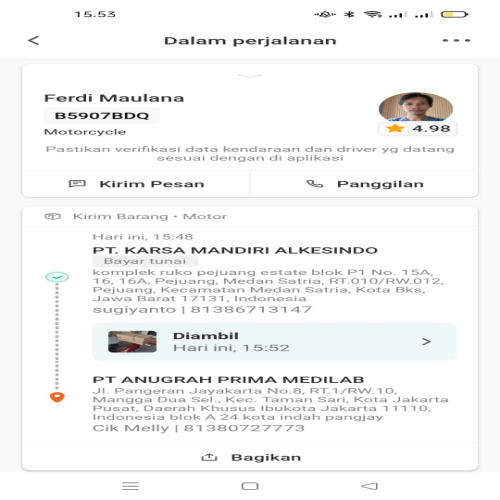 15.53
Dalam perjalanan
Ferdi Maulana
B5907BDQ
Motorcycle
4.98
Pastikan verifikasi data kendaraan dan driver yg datang
sesuai dengan di aplikasi
Kirim Pesan
Panggilan
Kirim Barang • Motor
Hari ini, 15:48
PT. KARSA MANDIRI ALKESINDO
Bayar tunai
komplek ruko pejuang estate blok P1 No. 15A,
16, 16A, Pejuang, Medan Satria, RT.010/RW.012,
Pejuang, Kecamatan Medan Satria, Kota Bks,
Jawa Barat 17131, Indonesia
sugiyanto | 81386713147
Diambil
Hari ini, 15:52
PT ANUGRAH PRIMA MEDILAB
Jl. Pangeran Jayakarta No.8, RT.1/RW.10,
Mangga Dua Sel., Kec. Taman Sari, Kota Jakarta
Pusat, Daerah Khusus Ibukota Jakarta 11110,
Indonesia blok A 24 kota indah pangjay
Cik Melly | 81380727773
Bagikan